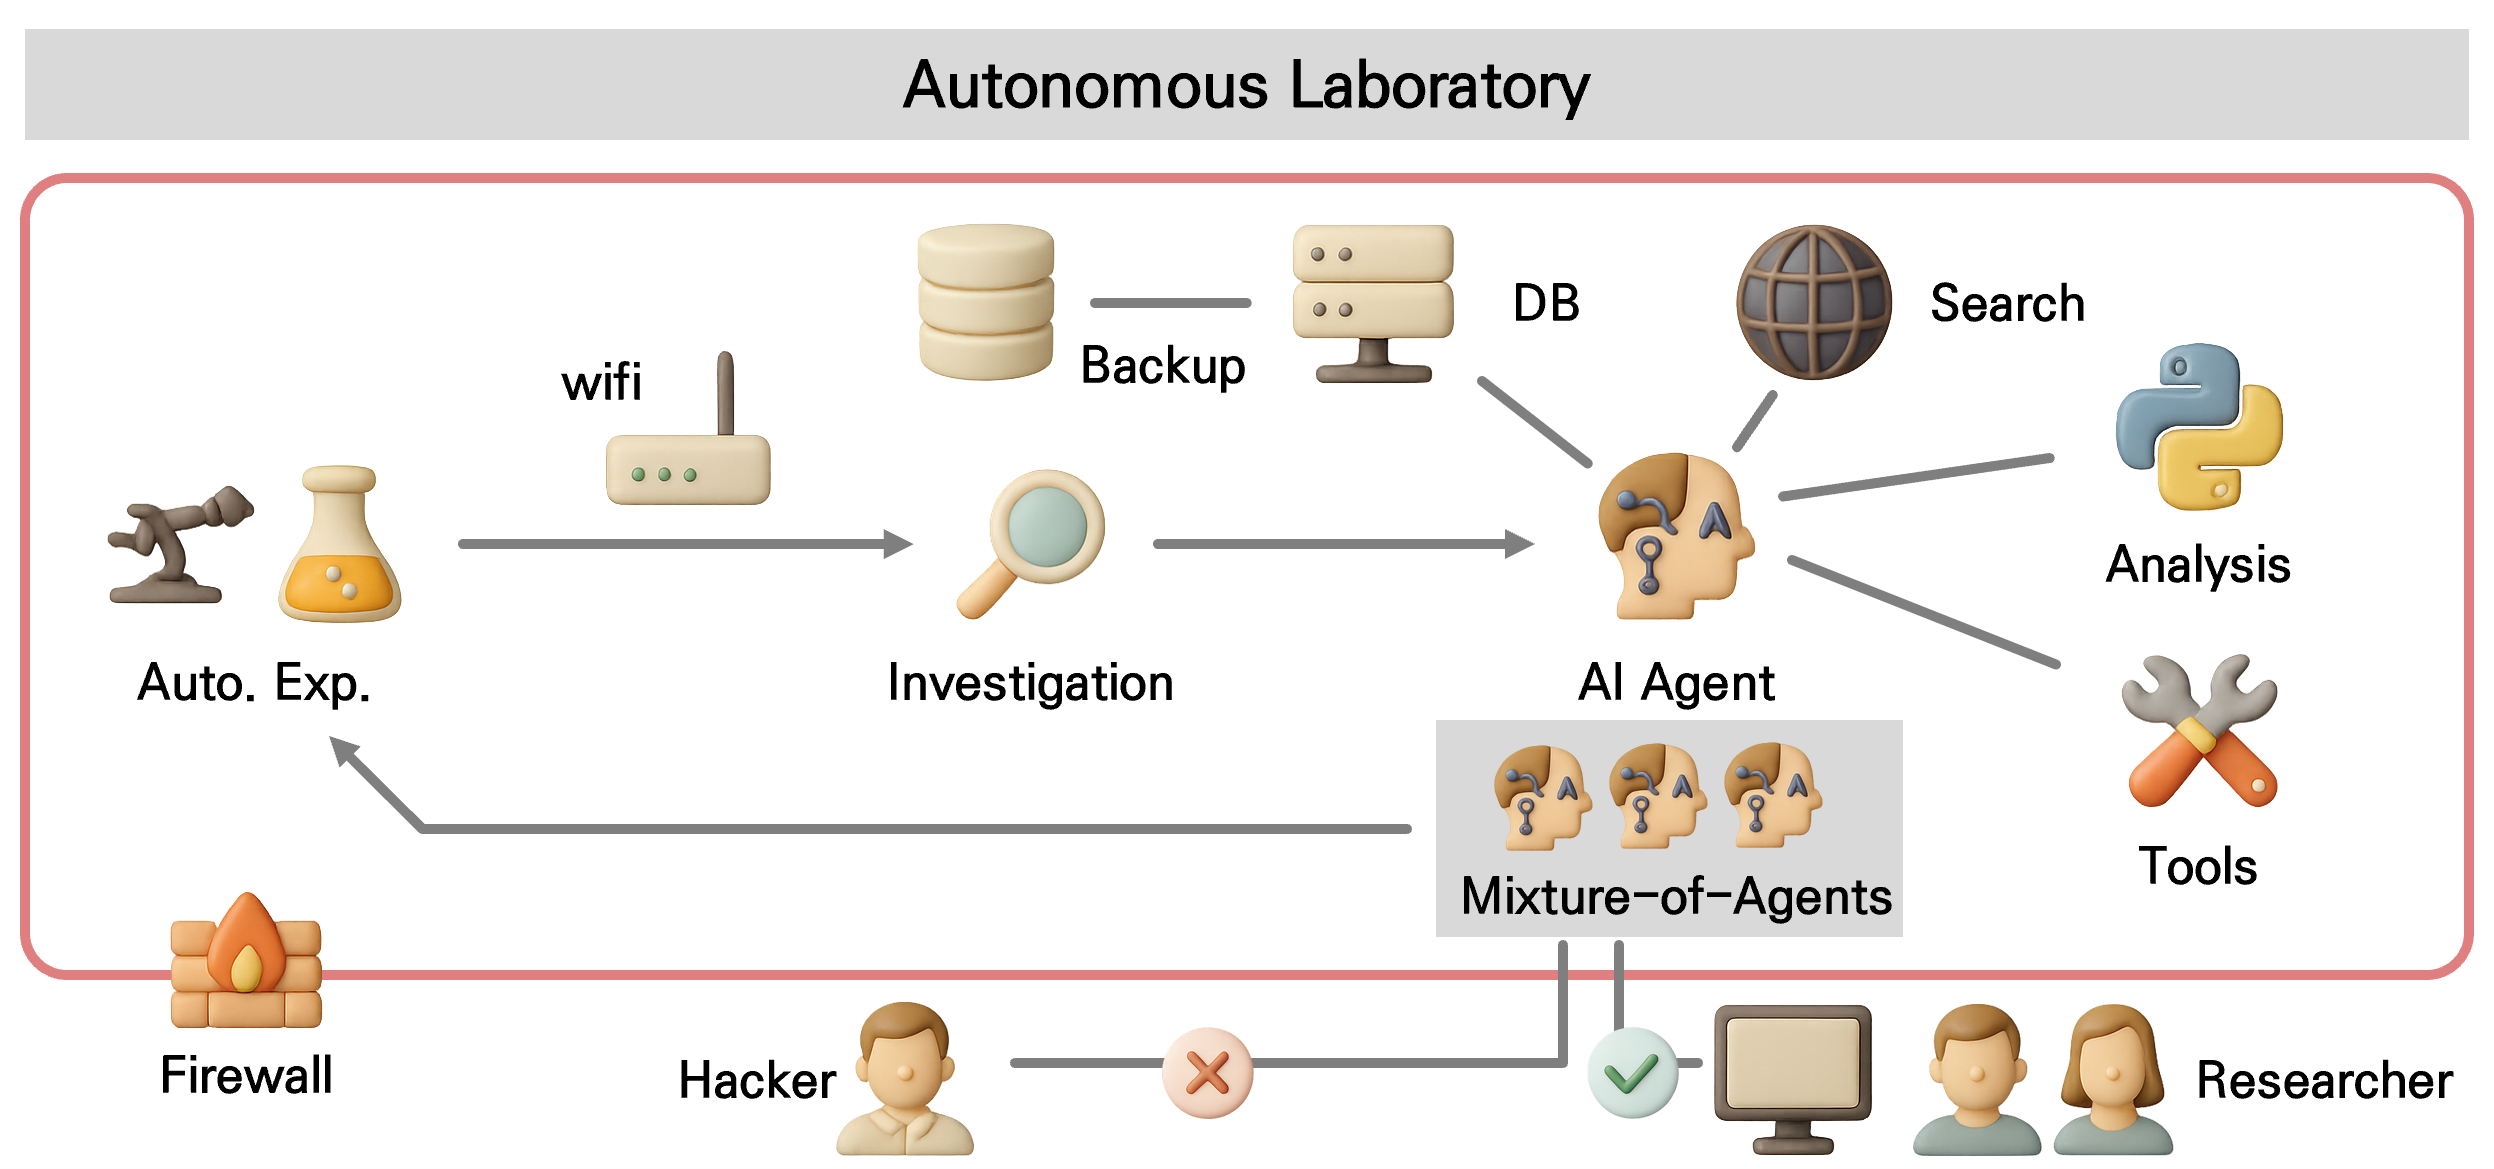 Autonomous Laboratory
DB
Search
Backup
wifi
Analysis
Auto. Exp.
Investigation
AI Agent
Tools
Mixture-of-Agents
Firewall
Hacker
Researcher